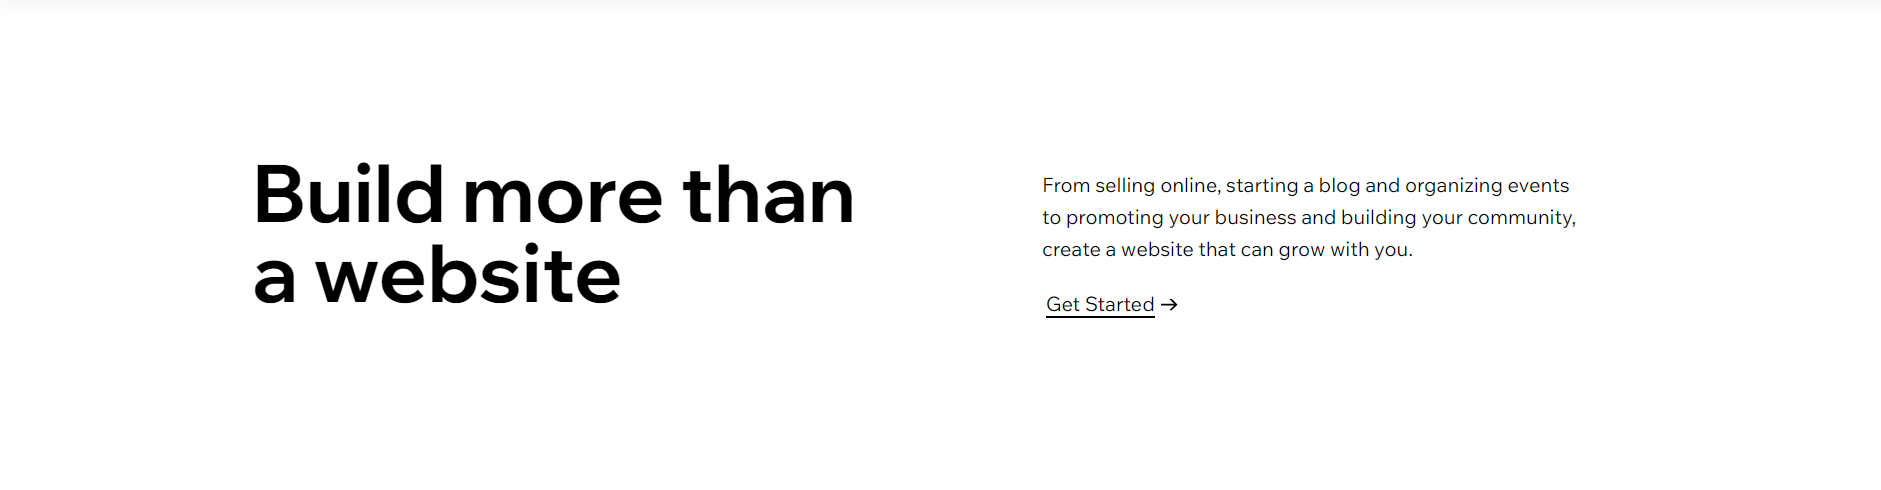 Build more than
a website
From selling online, starting a blog and organizing events
to promoting your business and building your community,
create a website that can grow with you.
Get Started →